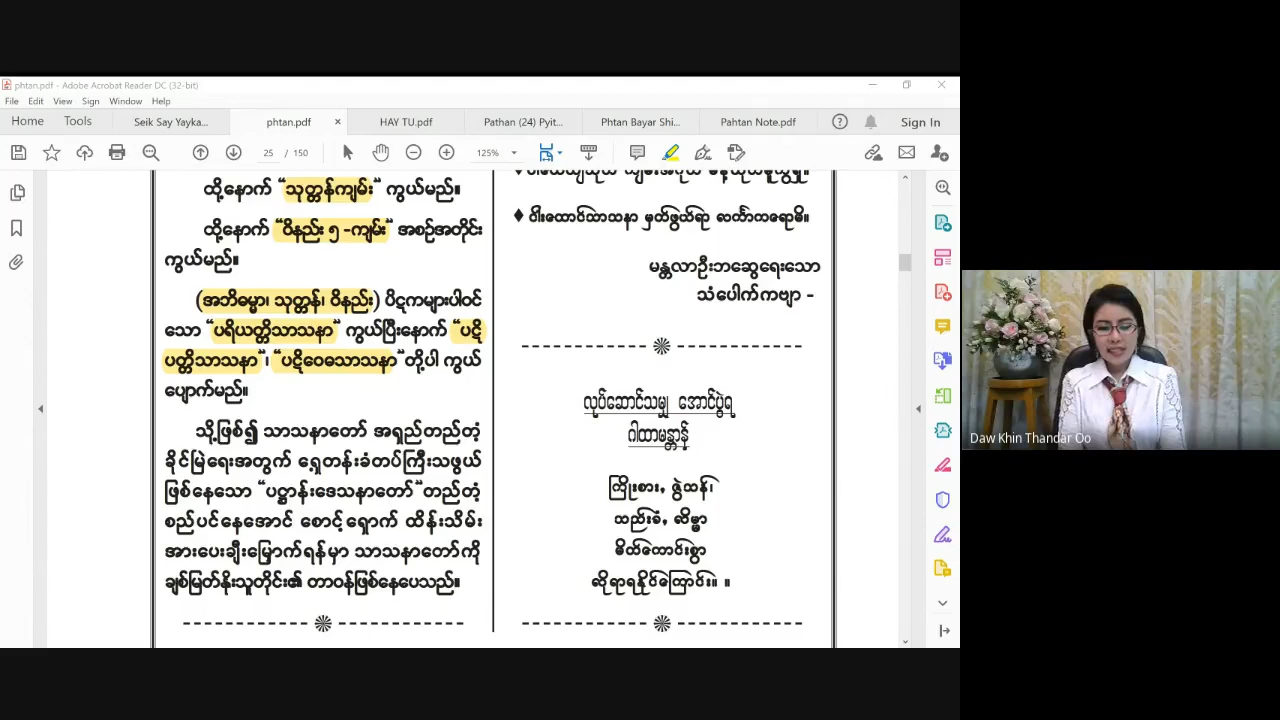 phtan.pdf - Adobe Acrobat Reader DC (32-bit)
File Edit View Sign Window Help
Home Tools Seik Say Yayka... phtan.pdf × HAY TU.pdf Pathan (24) Pyit... Phtan Bayar Shi... Pahtan Note.pdf Sign In
25 / 150 125%
ထို့နောက် “သုတ္တန်ကျမ်း” ကွယ်မည်။
ထို့နောက် “ဝိနည်း ၅ -ကျမ်း” အစဉ်အတိုင်း
ကွယ်မည်။
(အဘိဓမ္မာ၊ သုတ္တန်၊ ဝိနည်း) ပိဋကများပါဝင်
သော “ပရိယတ္တိသာသနာ” ကွယ်ပြီးနောက် “ပဋိ
ပတ္တိသာသနာ”၊ “ပဋိဝေဓသာသနာ”တို့ပါ ကွယ်
ပျောက်မည်။
သို့ဖြစ်၍ သာသနာတော် အရှည်တည်တံ့
ခိုင်မြဲရေးအတွက် ရှေ့တန်းခံတပ်ကြီးသဖွယ်
ဖြစ်နေသော “ပဋ္ဌာန်းဒေသနာတော်”တည်တံ့
စည်ပင်နေအောင် စောင့်ရှောက် ထိန်းသိမ်း
အားပေးချီးမြှောက်ရန်မှာ သာသနာတော်ကို
ချစ်မြတ်နိုးသူတိုင်း၏ တာဝန်ဖြစ်နေပေသည်။
♦ ငါးထောင်သာသနာ မှတ်ဖွယ်ရာ
မန္တလာဦးဘဆွေရေးသော
သံပေါက်ကဗျာ -
လုပ်ဆောင်သမျှ အောင်ပွဲရ
ဂါထာမန္တာန်
ကြိုးစား, ဇွဲသန်၊
သည်းခံ, လိမ္မာ
မိတ်ကောင်းစွာ
ဆိုရာရနိုင်ကြောင်း။ ။
Daw Khin Thandar Oo